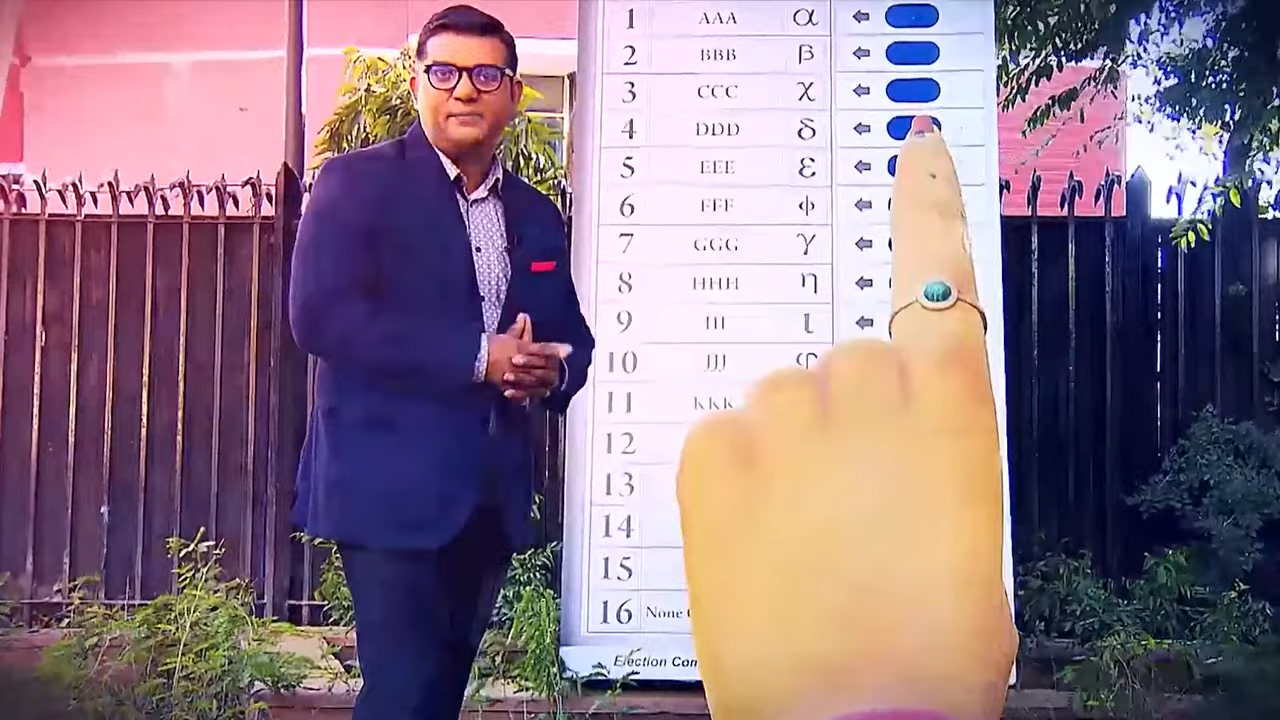 1 AAA α
2 BBB β
3 CCC χ
4 DDD δ
5 EEE ε
6 FFF φ
7 GGG γ
8 HHH η
9 III ι
10 JJJ φ
11 KKK
12
13
14
15
16 None
Election